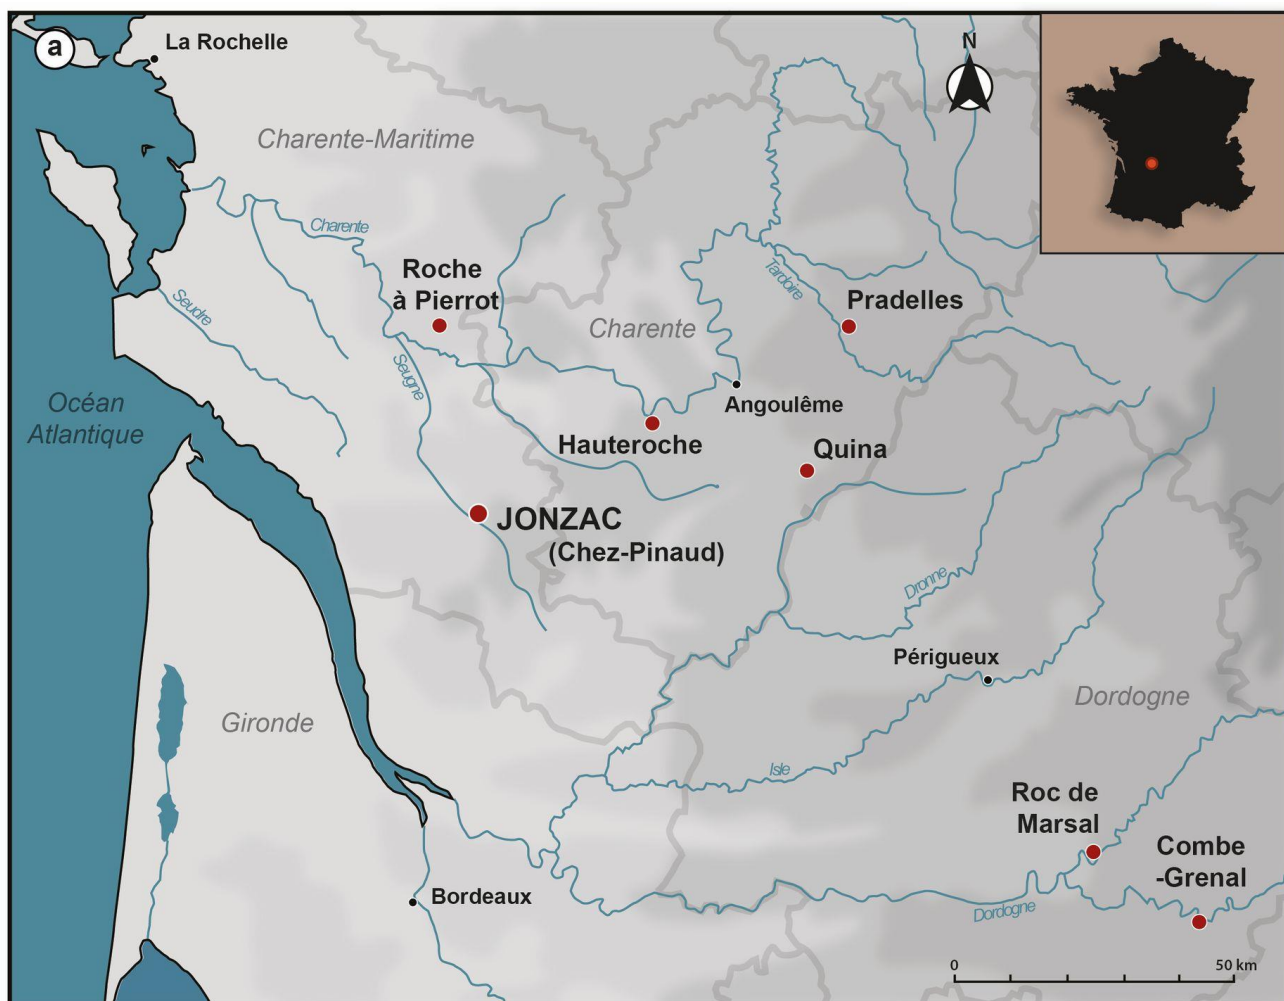 a
La Rochelle
N
Charente-Maritime
Charente
Roche
à Pierrot
Seudre
Tardoire
Pradelles
Charente
Seugne
Océan
Atlantique
Angoulême
Hauteroche
Quina
JONZAC
(Chez-Pinaud)
Dronne
Périgueux
Dordogne
Gironde
Isle
Roc de
Marsal
Combe
-Grenal
Bordeaux
Dordogne
0
50 km